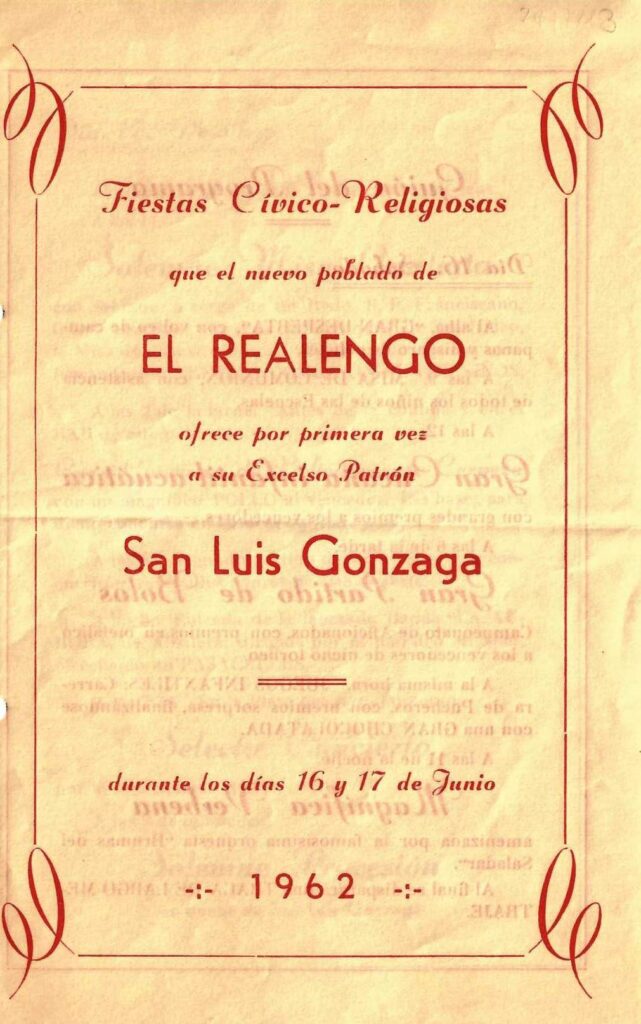 Fiestas Cívico-Religiosas
que el nuevo poblado de
EL REALENGO
ofrece por primera vez
a su Excelso Patrón
San Luis Gonzaga
durante los días 16 y 17 de Junio
-:- 1962 -:-